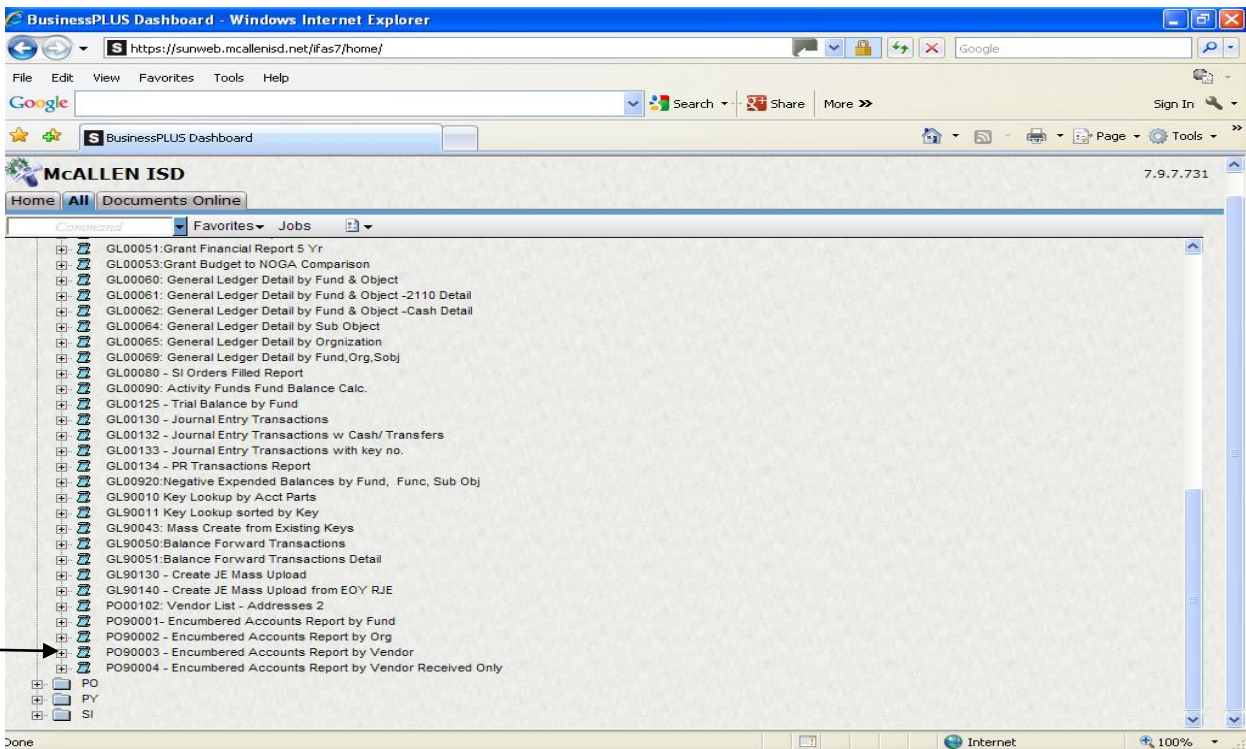 BusinessPLUS Dashboard - Windows Internet Explorer
S https://sunweb.mcallenisd.net/ifas7/home/ Google
File Edit View Favorites Tools Help
Google Search Share More >> Sign In
S BusinessPLUS Dashboard Page Tools >>
McALLEN ISD 7.9.7.731
Home All Documents Online
Command Favorites Jobs
GL00051:Grant Financial Report 5 Yr
GL00053:Grant Budget to NOGA Comparison
GL00060: General Ledger Detail by Fund & Object
GL00061: General Ledger Detail by Fund & Object -2110 Detail
GL00062: General Ledger Detail by Fund & Object -Cash Detail
GL00064: General Ledger Detail by Sub Object
GL00065: General Ledger Detail by Orgnization
GL00069: General Ledger Detail by Fund,Org,Sobj
GL00080 - SI Orders Filled Report
GL00090: Activity Funds Fund Balance Calc.
GL00125 - Trial Balance by Fund
GL00130 - Journal Entry Transactions
GL00132 - Journal Entry Transactions w Cash/ Transfers
GL00133 - Journal Entry Transactions with key no.
GL00134 - PR Transactions Report
GL00920:Negative Expended Balances by Fund, Func, Sub Obj
GL90010 Key Lookup by Acct Parts
GL90011 Key Lookup sorted by Key
GL90043: Mass Create from Existing Keys
GL90050:Balance Forward Transactions
GL90051:Balance Forward Transactions Detail
GL90130 - Create JE Mass Upload
GL90140 - Create JE Mass Upload from EOY RJE
PO00102: Vendor List - Addresses 2
PO90001- Encumbered Accounts Report by Fund
PO90002 - Encumbered Accounts Report by Org
PO90003 - Encumbered Accounts Report by Vendor
PO90004 - Encumbered Accounts Report by Vendor Received Only
PO
PY
SI
Done Internet 100%